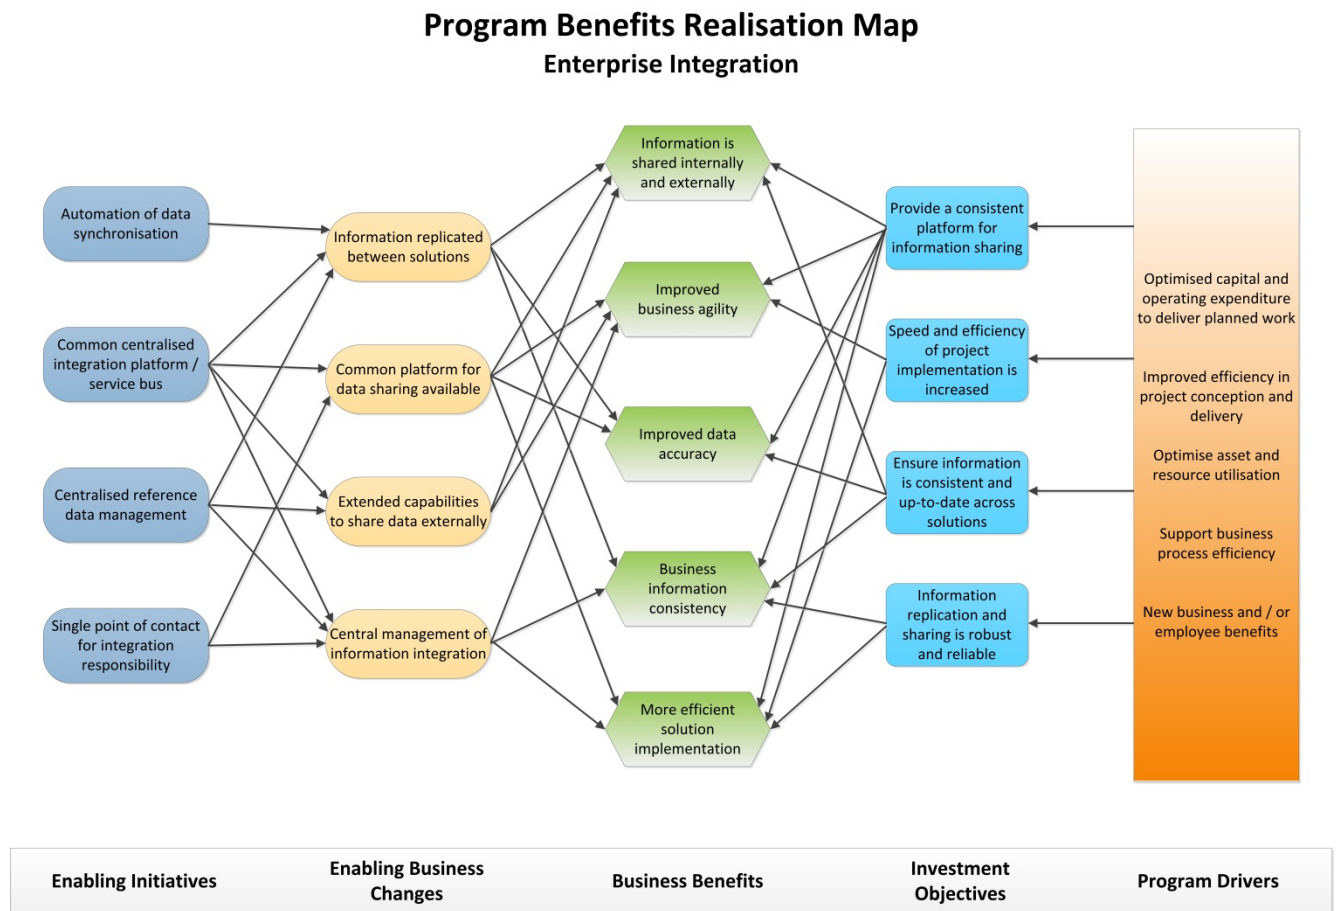 Program Benefits Realisation Map
Enterprise Integration
Automation of data
synchronisation
Common centralised
integration platform /
service bus
Centralised reference
data management
Single point of contact
for integration
responsibility
Information replicated
between solutions
Common platform for
data sharing available
Extended capabilities
to share data externally
Central management of
information integration
Information is
shared internally
and externally
Improved
business agility
Improved data
accuracy
Business
information
consistency
More efficient
solution
implementation
Provide a consistent
platform for
information sharing
Speed and efficiency
of project
implementation is
increased
Ensure information
is consistent and
up-to-date across
solutions
Information
replication and
sharing is robust
and reliable
Optimised capital and
operating expenditure
to deliver planned work
Improved efficiency in
project conception and
delivery
Optimise asset and
resource utilisation
Support business
process efficiency
New business and / or
employee benefits
Enabling Initiatives
Enabling Business
Changes
Business Benefits
Investment
Objectives
Program Drivers